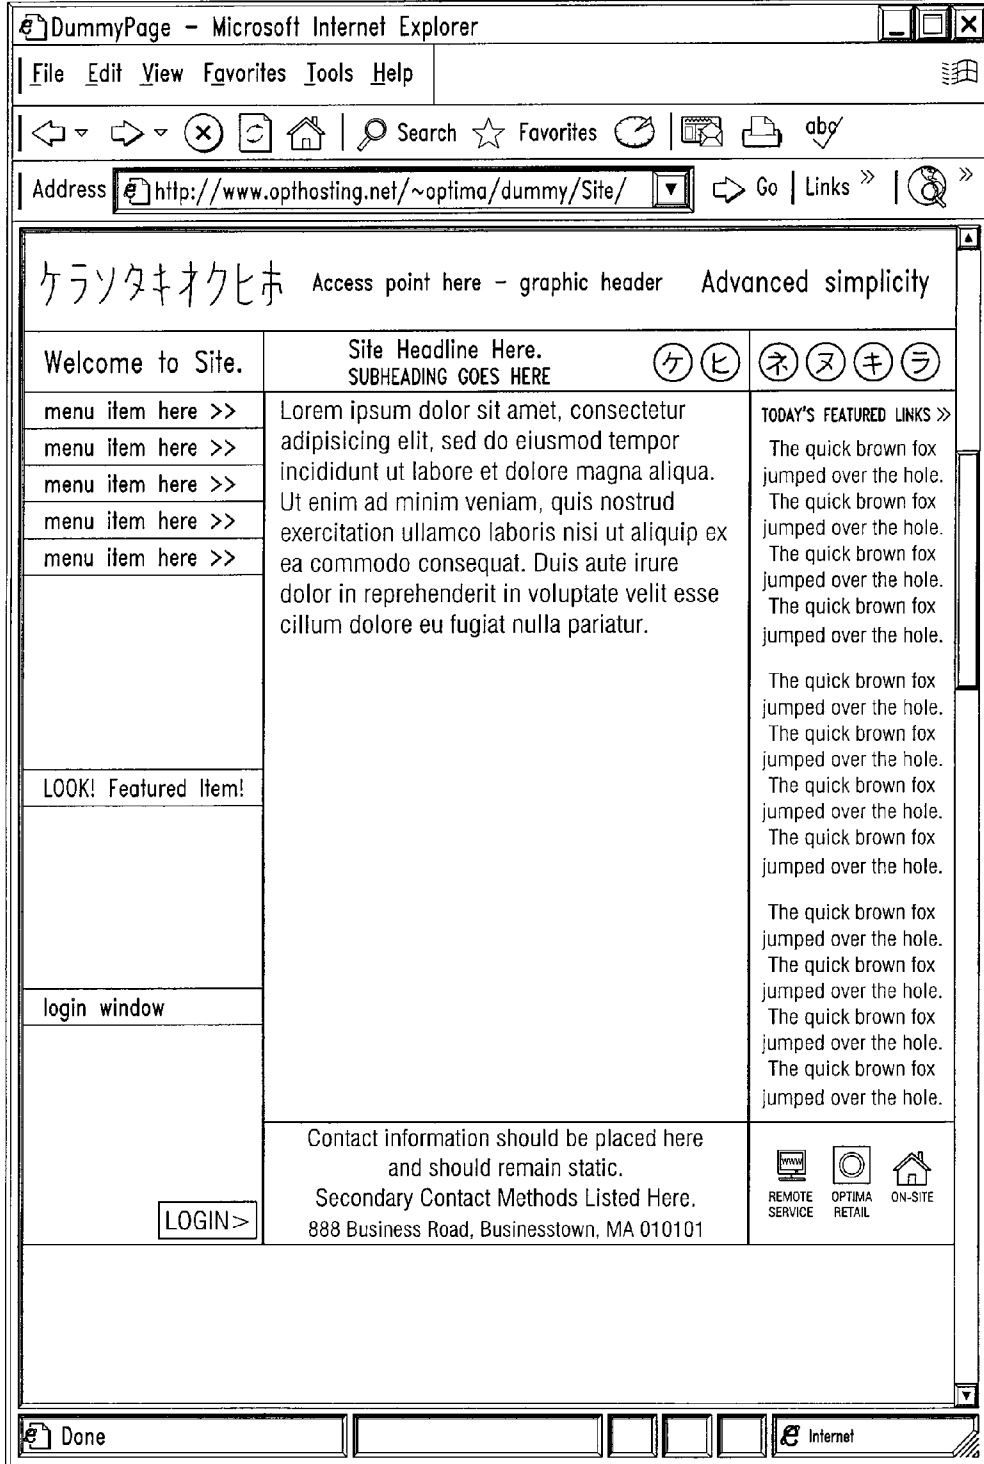 DummyPage – Microsoft Internet Explorer
File Edit View Favorites Tools Help
Search Favorites abc
Address http://www.opthosting.net/~optima/dummy/Site/ Go Links »
»
ケラソタキオクヒホ Access point here – graphic header Advanced simplicity
Welcome to Site.
Site Headline Here.
SUBHEADING GOES HERE
ケ ヒ ネ ヌ キ ラ
menu item here >>
menu item here >>
menu item here >>
menu item here >>
menu item here >>
LOOK! Featured Item!
login window
LOGIN>
Lorem ipsum dolor sit amet, consectetur
adipisicing elit, sed do eiusmod tempor
incididunt ut labore et dolore magna aliqua.
Ut enim ad minim veniam, quis nostrud
exercitation ullamco laboris nisi ut aliquip ex
ea commodo consequat. Duis aute irure
dolor in reprehenderit in voluptate velit esse
cillum dolore eu fugiat nulla pariatur.
TODAY'S FEATURED LINKS »
The quick brown fox
jumped over the hole.
The quick brown fox
jumped over the hole.
The quick brown fox
jumped over the hole.
The quick brown fox
jumped over the hole.
The quick brown fox
jumped over the hole.
The quick brown fox
jumped over the hole.
The quick brown fox
jumped over the hole.
The quick brown fox
jumped over the hole.
The quick brown fox
jumped over the hole.
The quick brown fox
jumped over the hole.
The quick brown fox
jumped over the hole.
The quick brown fox
jumped over the hole.
Contact information should be placed here
and should remain static.
Secondary Contact Methods Listed Here.
888 Business Road, Businesstown, MA 010101
www
REMOTE SERVICE
OPTIMA RETAIL
ON-SITE
Done
Internet